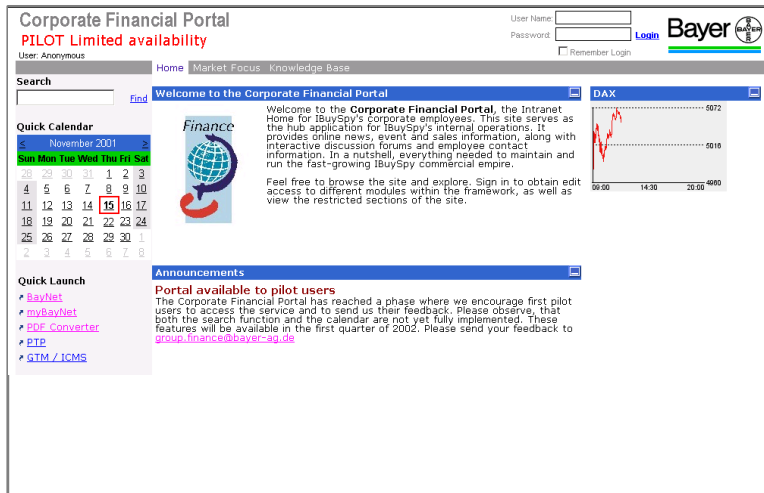 Corporate Financial Portal
PILOT Limited availability
User: Anonymous
User Name:
Password:
Login
Remember Login
Bayer
BAYER
BAYER
Home Market Focus Knowledge Base
Search
Find
Quick Calendar
< November 2001 >
Sun Mon Tue Wed Thu Fri Sat
28 29 30 31 1 2 3
4 5 6 7 8 9 10
11 12 13 14 15 16 17
18 19 20 21 22 23 24
25 26 27 28 29 30 1
2 3 4 5 6 7 8
Quick Launch
BayNet
myBayNet
PDF Converter
PTP
GTM / ICMS
Welcome to the Corporate Financial Portal
Finance
Welcome to the Corporate Financial Portal, the Intranet
Home for IBuySpy's corporate employees. This site serves as
the hub application for IBuySpy's internal operations. It
provides online news, event and sales information, along with
interactive discussion forums and employee contact
information. In a nutshell, everything needed to maintain and
run the fast-growing IBuySpy commercial empire.
Feel free to browse the site and explore. Sign in to obtain edit
access to different modules within the framework, as well as
view the restricted sections of the site.
Announcements
Portal available to pilot users
The Corporate Financial Portal has reached a phase where we encourage first pilot
users to access the service and to send us their feedback. Please observe, that
both the search function and the calendar are not yet fully implemented. These
features will be available in the first quarter of 2002. Please send your feedback to
group.finance@bayer-ag.de
DAX
5072
5016
4960
09:00 14:30 20:00